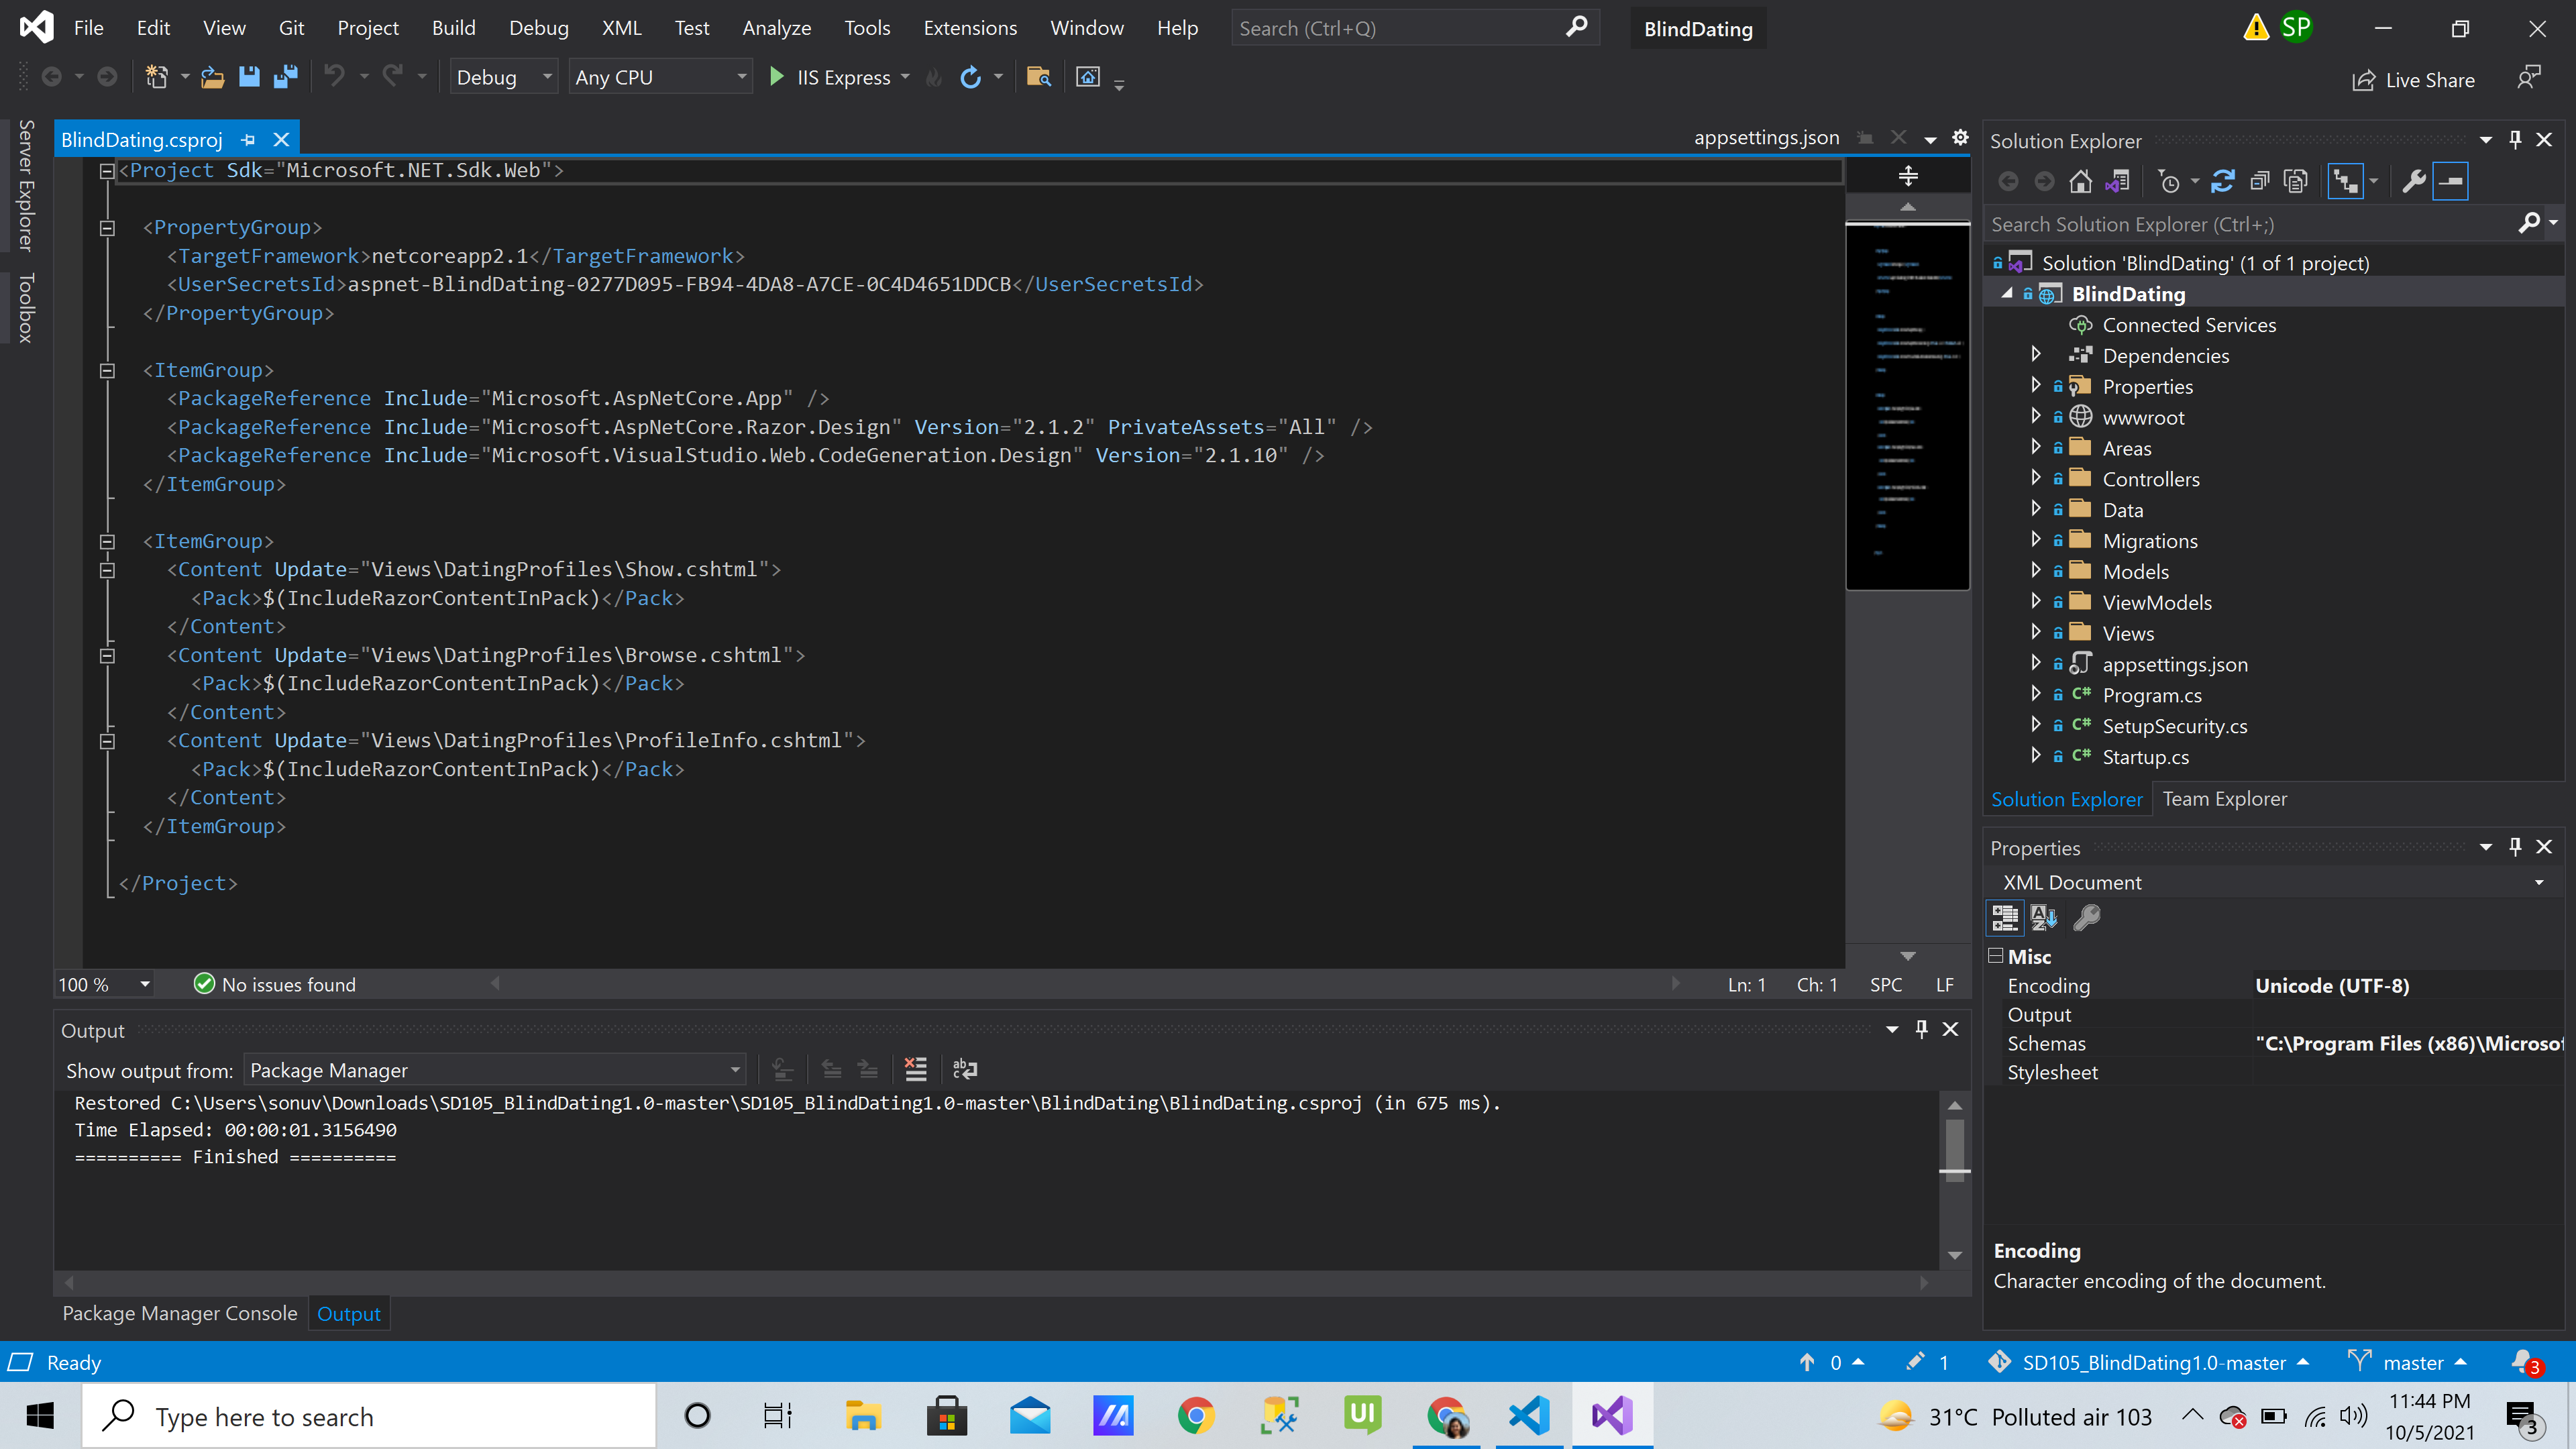 File Edit View Git Project Build Debug XML Test Analyze Tools Extensions Window Help Search (Ctrl+Q) BlindDating SP
Debug Any CPU IIS Express Live Share
Server Explorer
Toolbox
BlindDating.csproj appsettings.json
<Project Sdk="Microsoft.NET.Sdk.Web">
<PropertyGroup>
<TargetFramework>netcoreapp2.1</TargetFramework>
<UserSecretsId>aspnet-BlindDating-0277D095-FB94-4DA8-A7CE-0C4D4651DDCB</UserSecretsId>
</PropertyGroup>
<ItemGroup>
<PackageReference Include="Microsoft.AspNetCore.App" />
<PackageReference Include="Microsoft.AspNetCore.Razor.Design" Version="2.1.2" PrivateAssets="All" />
<PackageReference Include="Microsoft.VisualStudio.Web.CodeGeneration.Design" Version="2.1.10" />
</ItemGroup>
<ItemGroup>
<Content Update="Views\DatingProfiles\Show.cshtml">
<Pack>$(IncludeRazorContentInPack)</Pack>
</Content>
<Content Update="Views\DatingProfiles\Browse.cshtml">
<Pack>$(IncludeRazorContentInPack)</Pack>
</Content>
<Content Update="Views\DatingProfiles\ProfileInfo.cshtml">
<Pack>$(IncludeRazorContentInPack)</Pack>
</Content>
</ItemGroup>
</Project>
100 % No issues found Ln: 1 Ch: 1 SPC LF
Output
Show output from: Package Manager
Restored C:\Users\sonuv\Downloads\SD105_BlindDating1.0-master\SD105_BlindDating1.0-master\BlindDating\BlindDating.csproj (in 675 ms).
Time Elapsed: 00:00:01.3156490
========== Finished ==========
Package Manager Console Output
Solution Explorer
Search Solution Explorer (Ctrl+;)
Solution 'BlindDating' (1 of 1 project)
BlindDating
Connected Services
Dependencies
Properties
wwwroot
Areas
Controllers
Data
Migrations
Models
ViewModels
Views
appsettings.json
C# Program.cs
C# SetupSecurity.cs
C# Startup.cs
Solution Explorer Team Explorer
Properties
XML Document
Misc
Encoding Unicode (UTF-8)
Output
Schemas "C:\Program Files (x86)\Microsof
Stylesheet
Encoding
Character encoding of the document.
Ready 0 1 SD105_BlindDating1.0-master master 3
Type here to search UI 31°C Polluted air 103 11:44 PM
10/5/2021 3